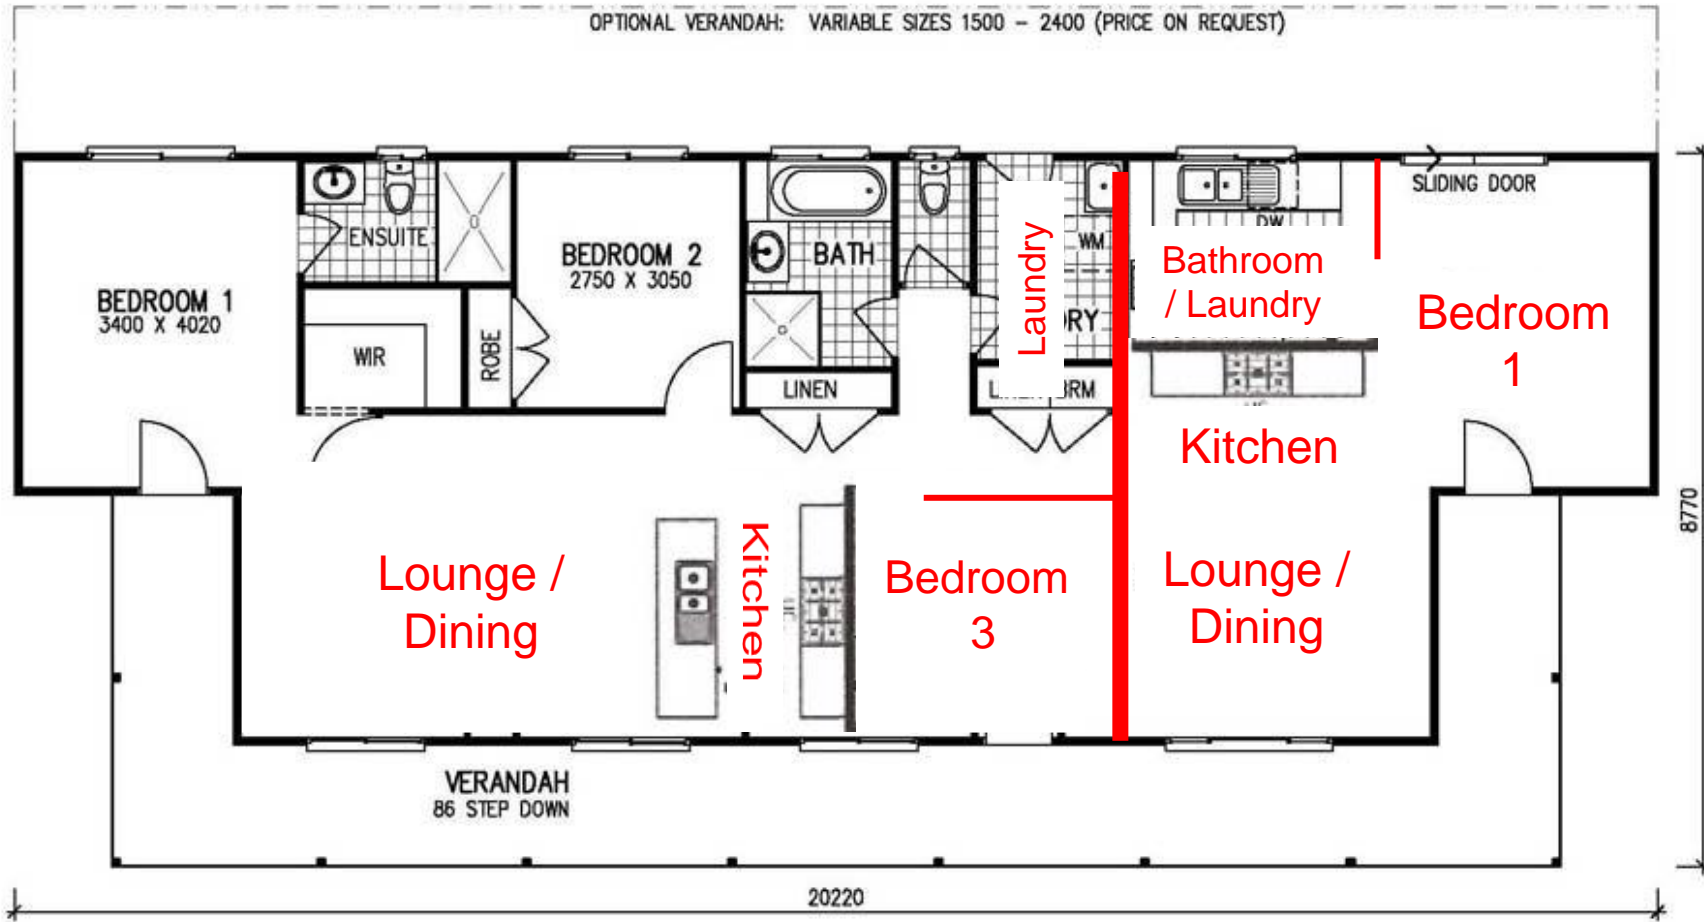 OPTIONAL VERANDAH: VARIABLE SIZES 1500 - 2400 (PRICE ON REQUEST)
SLIDING DOOR
ENSUITE
BEDROOM 2
2750 X 3050
BATH
WM
DW
Laundry
Bathroom
/ Laundry
BEDROOM 1
3400 X 4020
WIR
ROBE
LINEN
BRM
Bedroom
1
Kitchen
Lounge /
Dining
Kitchen
Bedroom
3
Lounge /
Dining
VERANDAH
86 STEP DOWN
8770
20220